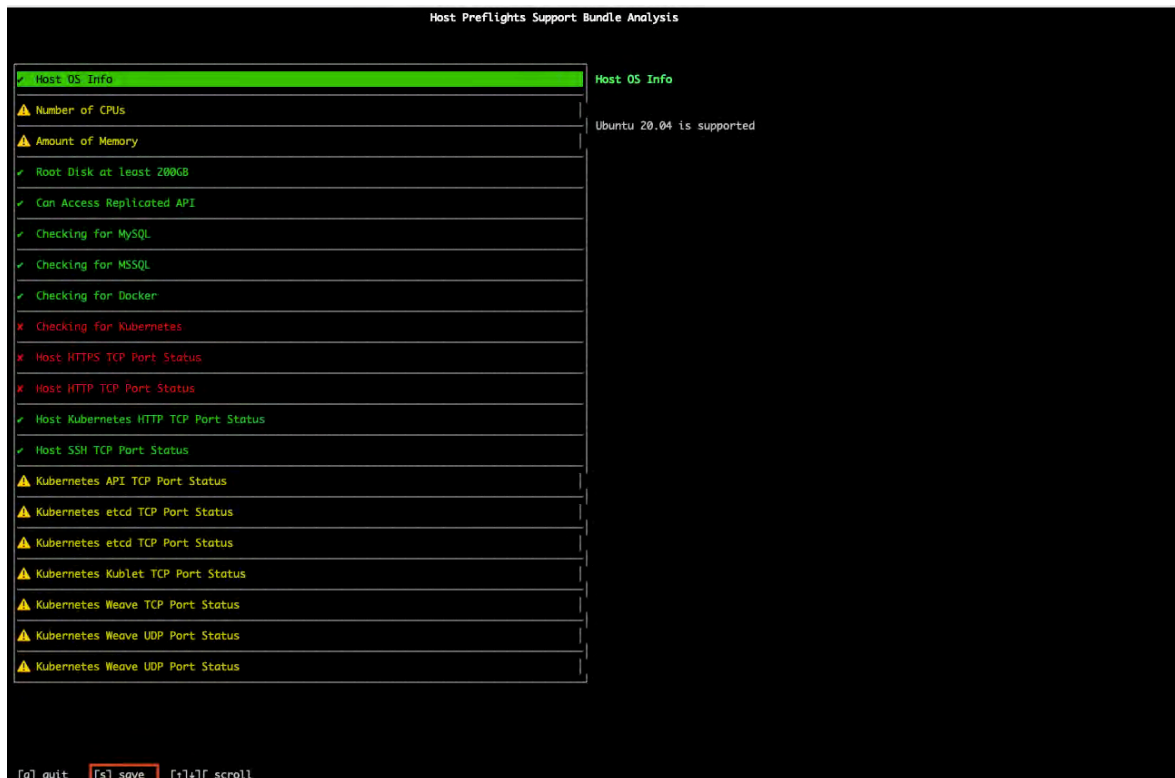 Host Preflights Support Bundle Analysis
✔ Host OS Info
⚠ Number of CPUs
⚠ Amount of Memory
✔ Root Disk at least 200GB
✔ Can Access Replicated API
✔ Checking for MySQL
✔ Checking for MSSQL
✔ Checking for Docker
✘ Checking for Kubernetes
✘ Host HTTPS TCP Port Status
✘ Host HTTP TCP Port Status
✔ Host Kubernetes HTTP TCP Port Status
✔ Host SSH TCP Port Status
⚠ Kubernetes API TCP Port Status
⚠ Kubernetes etcd TCP Port Status
⚠ Kubernetes etcd TCP Port Status
⚠ Kubernetes Kublet TCP Port Status
⚠ Kubernetes Weave TCP Port Status
⚠ Kubernetes Weave UDP Port Status
⚠ Kubernetes Weave UDP Port Status
Host OS Info
Ubuntu 20.04 is supported
[q] quit [s] save [↑][↓] scroll